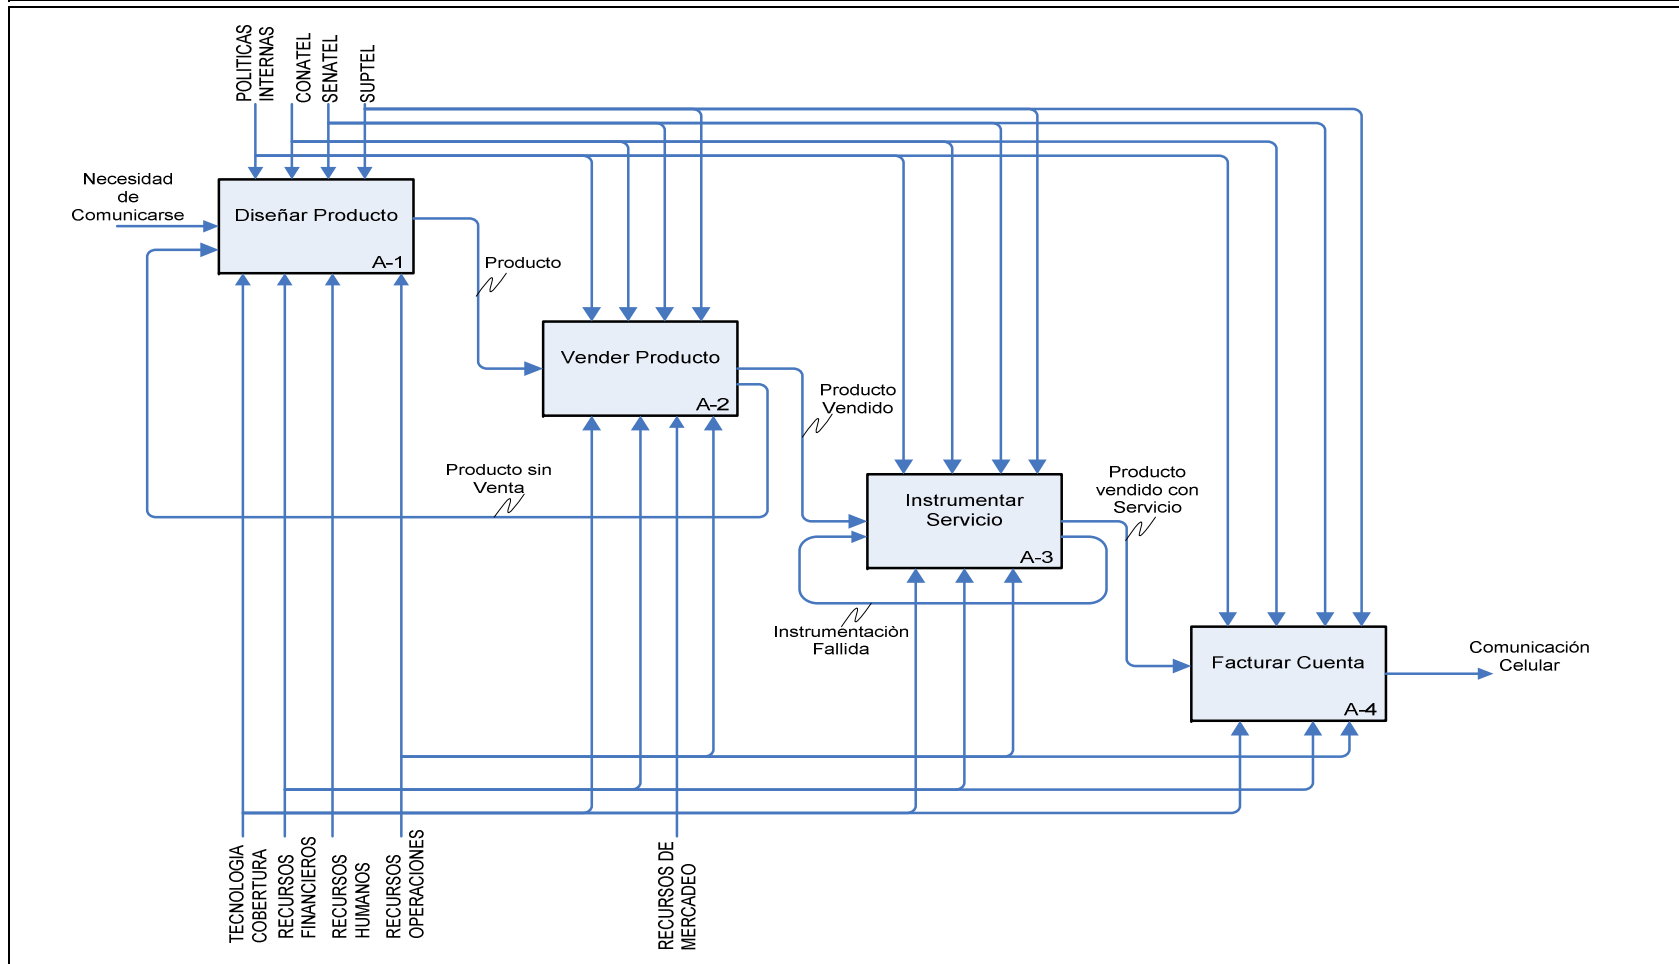 POLITICAS
INTERNAS
CONATEL
SENATEL
SUPTEL
Necesidad
de
Comunicarse
Diseñar Producto
A-1
Producto
Vender Producto
A-2
Producto
Vendido
Producto sin
Venta
Instrumentar
Servicio
A-3
Producto
vendido con
Servicio
Instrumentaciòn
Fallida
Facturar Cuenta
A-4
Comunicación
Celular
TECNOLOGIA
COBERTURA
RECURSOS
FINANCIEROS
RECURSOS
HUMANOS
RECURSOS
OPERACIONES
RECURSOS DE
MERCADEO